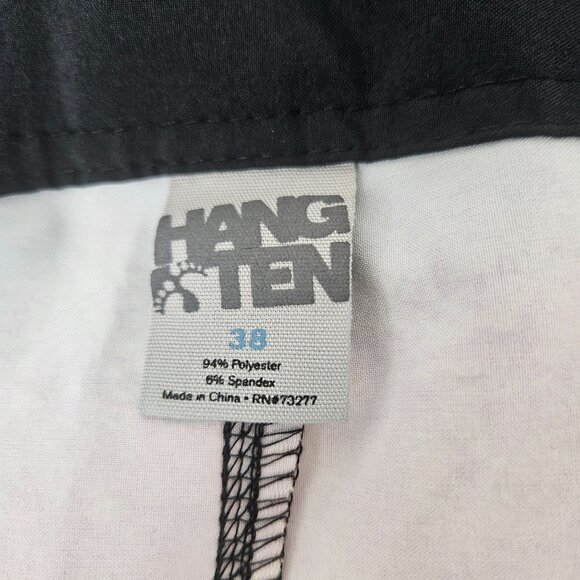 HANG
TEN
38
94% Polyester
6% Spandex
Made in China • RN#73277